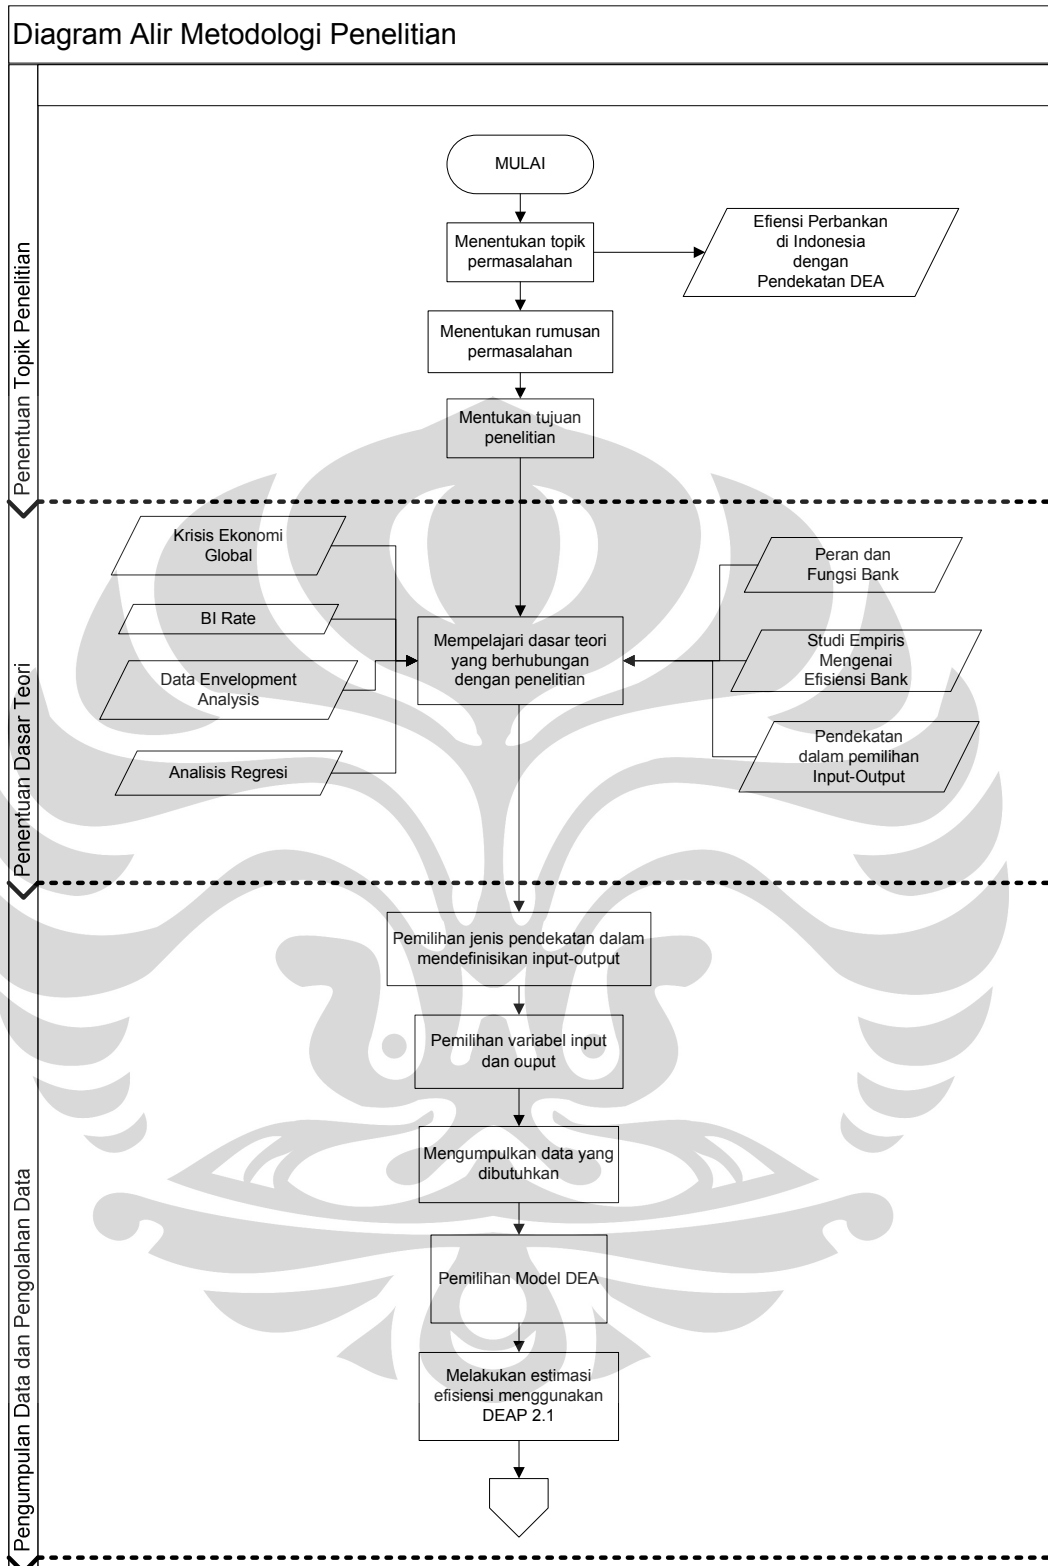 Diagram Alir Metodologi Penelitian
Penentuan Topik Penelitian
MULAI
Menentukan topik
permasalahan
Efiensi Perbankan
di Indonesia
dengan
Pendekatan DEA
Menentukan rumusan
permasalahan
Mentukan tujuan
penelitian
Penentuan Dasar Teori
Krisis Ekonomi
Global
BI Rate
Data Envelopment
Analysis
Analisis Regresi
Mempelajari dasar teori
yang berhubungan
dengan penelitian
Peran dan
Fungsi Bank
Studi Empiris
Mengenai
Efisiensi Bank
Pendekatan
dalam pemilihan
Input-Output
Pengumpulan Data dan Pengolahan Data
Pemilihan jenis pendekatan dalam
mendefinisikan input-output
Pemilihan variabel input
dan ouput
Mengumpulkan data yang
dibutuhkan
Pemilihan Model DEA
Melakukan estimasi
efisiensi menggunakan
DEAP 2.1